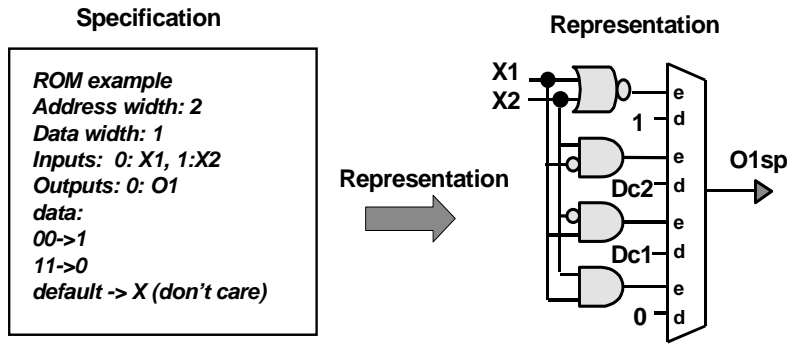 Specification
ROM example
Address width: 2
Data width: 1
Inputs: 0: X1, 1:X2
Outputs: 0: O1
data:
00->1
11->0
default -> X (don't care)
Representation
Representation
X1
X2
e
1 d
e
Dc2 d
e
Dc1 d
e
0 d
O1sp